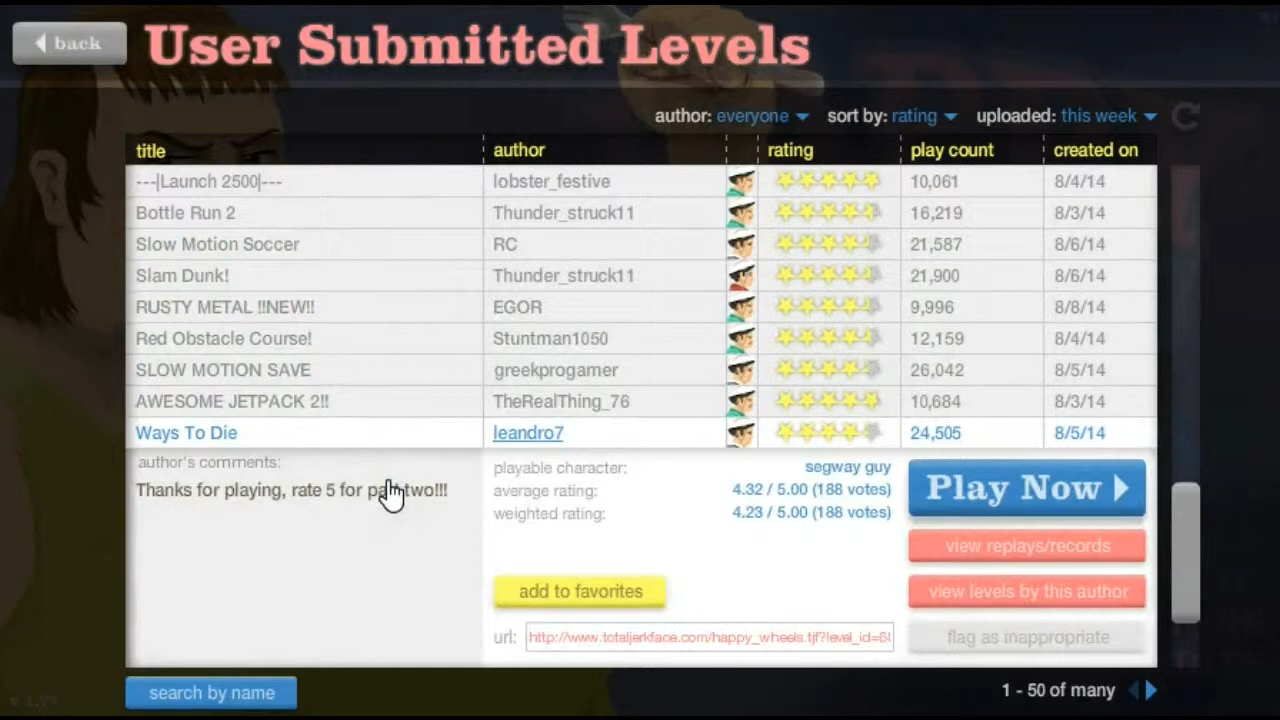 back
User Submitted Levels
author: everyone sort by: rating uploaded: this week
title author rating play count created on
---|Launch 2500|--- lobster_festive 10,061 8/4/14
Bottle Run 2 Thunder_struck11 16,219 8/3/14
Slow Motion Soccer RC 21,587 8/6/14
Slam Dunk! Thunder_struck11 21,900 8/6/14
RUSTY METAL !!NEW!! EGOR 9,996 8/8/14
Red Obstacle Course! Stuntman1050 12,159 8/4/14
SLOW MOTION SAVE greekprogamer 26,042 8/5/14
AWESOME JETPACK 2!! TheRealThing_76 10,684 8/3/14
Ways To Die leandro7 24,505 8/5/14
author's comments:
Thanks for playing, rate 5 for part two!!!
playable character: segway guy
average rating: 4.32 / 5.00 (188 votes)
weighted rating: 4.23 / 5.00 (188 votes)
Play Now
view replays/records
add to favorites
view levels by this author
url: http://www.totaljerkface.com/happy_wheels.tjf?level_id=
flag as inappropriate
search by name
1 - 50 of many